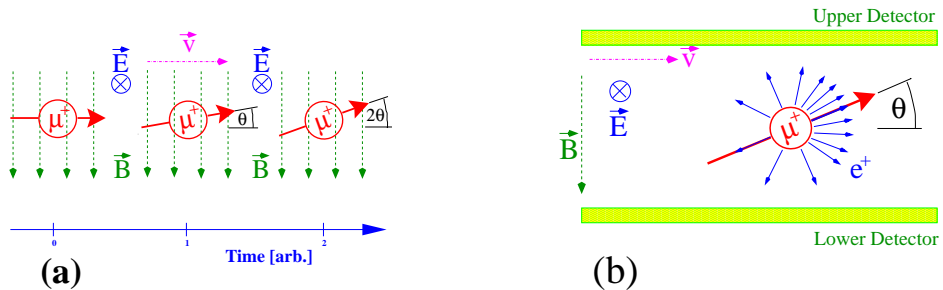 E
v
E
μ+
μ+
θ
μ+
2θ
B
B
0
1
2
Time [arb.]
(a)
Upper Detector
v
E
B
μ+
θ
e+
Lower Detector
(b)